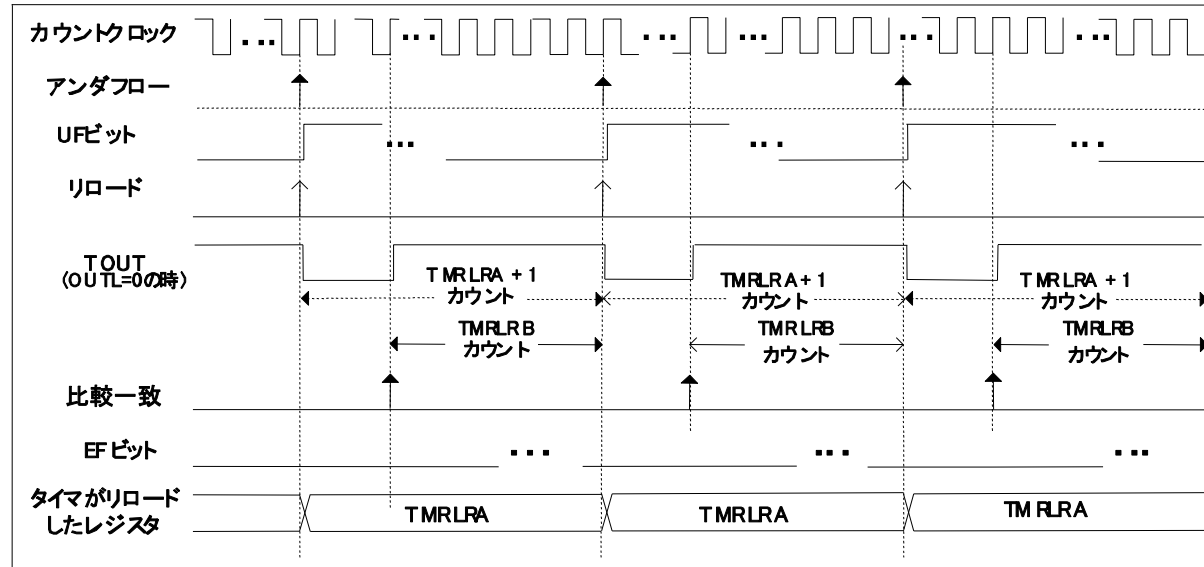 カウントクロック
アンダフロー
UFビット
リロード
TOUT
(OUTL=0の時)
TMRLRA + 1
カウント
TMRLRA + 1
カウント
TMRLRA + 1
カウント
TMRLRB
カウント
TMRLRB
カウント
TMRLRB
カウント
比較一致
EFビット
タイマがリロード
したレジスタ
TMRLRA
TMRLRA
TMRLRA